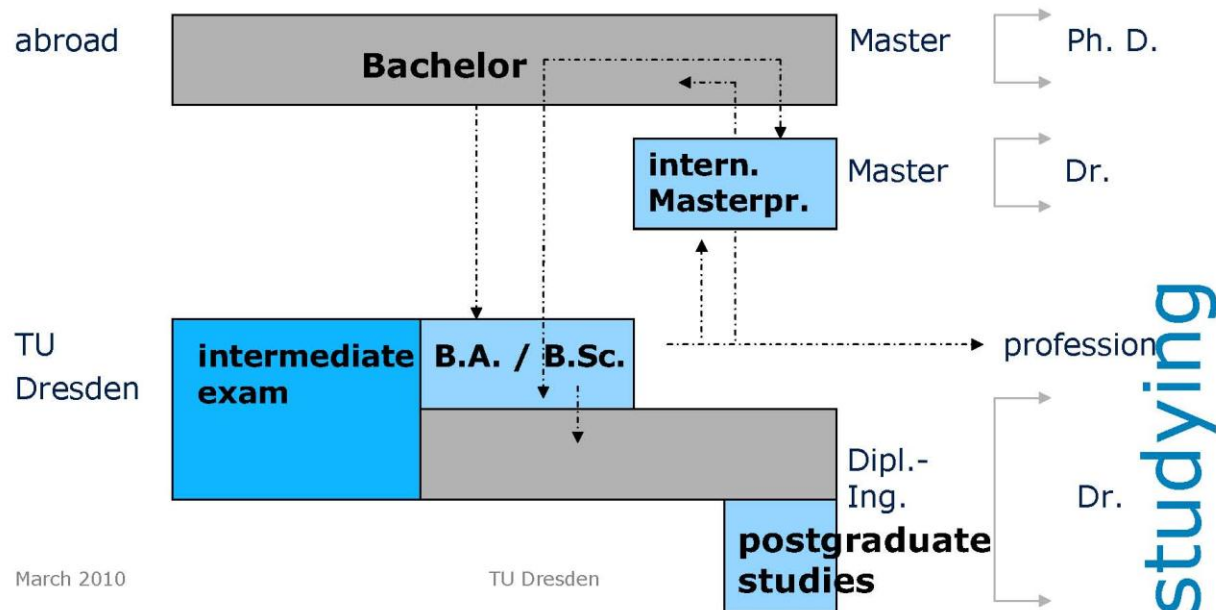 abroad
Bachelor
Master
Ph. D.
intern.
Masterpr.
Master
Dr.
TU
Dresden
intermediate
exam
B.A. / B.Sc.
profession
Dipl.-
Ing.
Dr.
postgraduate
studies
studying
March 2010
TU Dresden